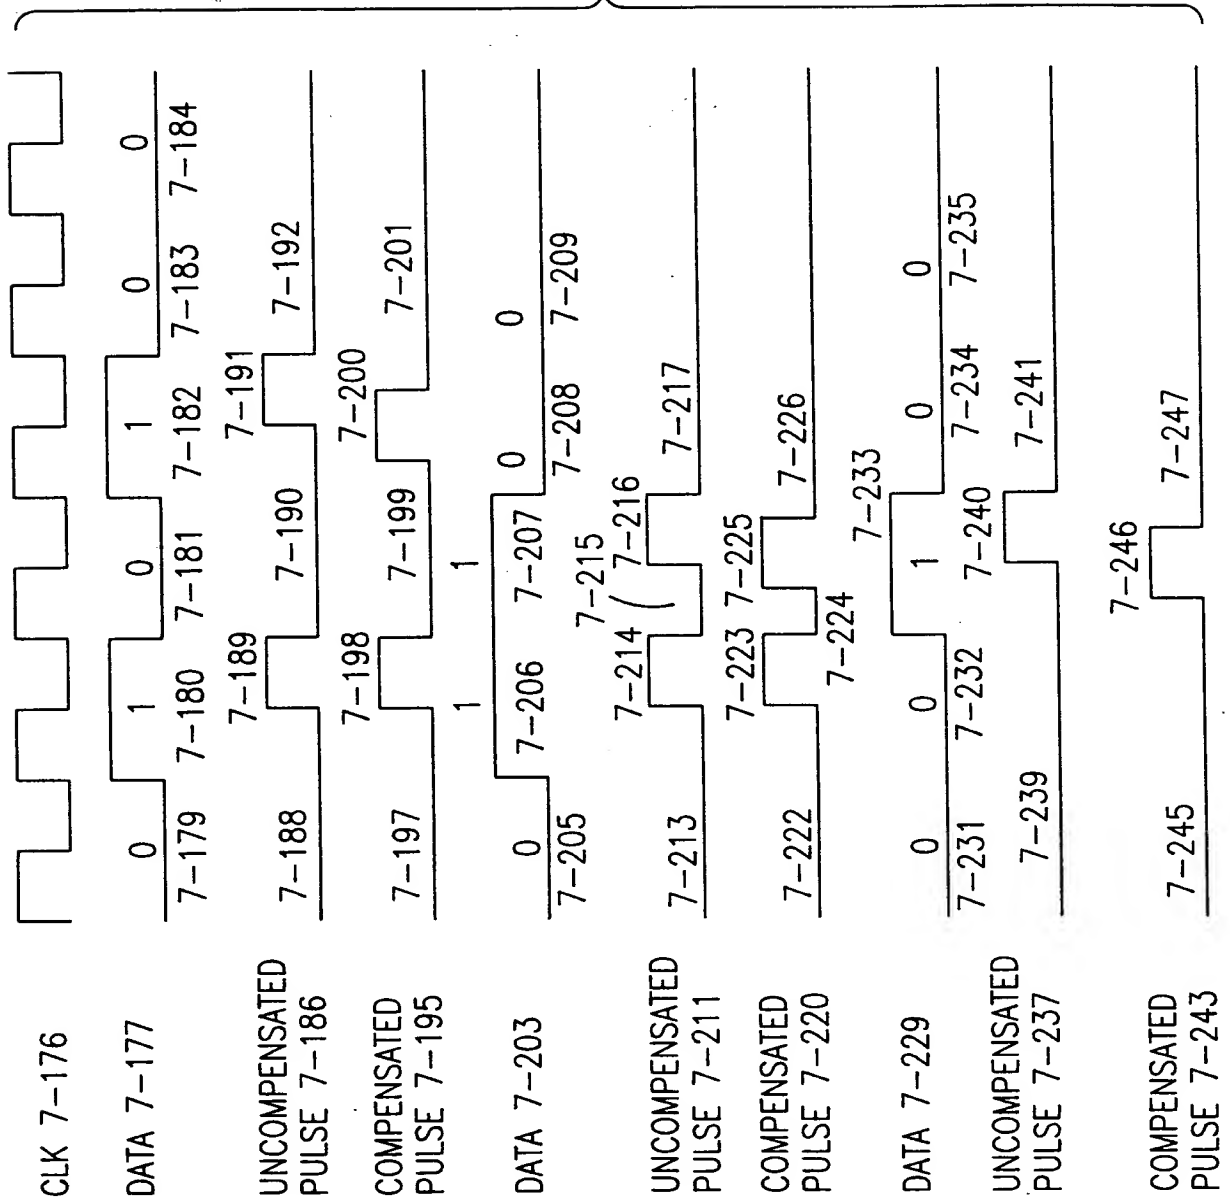 CLK 7-176
DATA 7-177
0 1 0 1 0 0
7-179 7-180 7-181 7-182 7-183 7-184
UNCOMPENSATED
PULSE 7-186
7-188 7-189 7-190 7-191 7-192
COMPENSATED
PULSE 7-195
7-197 7-198 7-199 7-200 7-201
DATA 7-203
0 1 1 0 0
7-205 7-206 7-207 7-208 7-209
UNCOMPENSATED
PULSE 7-211
7-213 7-214 7-215 7-216 7-217
COMPENSATED
PULSE 7-220
7-222 7-223 7-224 7-225 7-226
DATA 7-229
0 0 1 0 0
7-231 7-232 7-233 7-234 7-235
UNCOMPENSATED
PULSE 7-237
7-239 7-240 7-241
COMPENSATED
PULSE 7-243
7-245 7-246 7-247